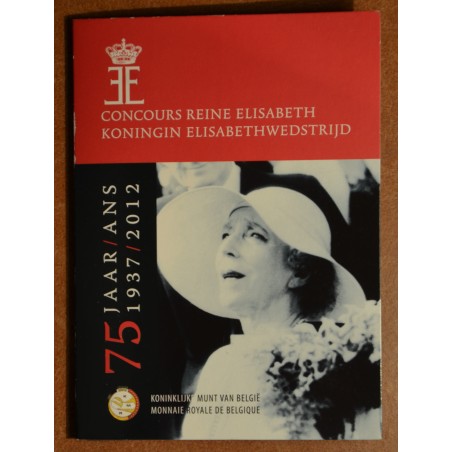 CONCOURS REINE ELISABETH
KONINGIN ELISABETHWEDSTRIJD
75 JAAR/ANS
1937/2012
KONINKLIJKE MUNT VAN BELGIË
MONNAIE ROYALE DE BELGIQUE